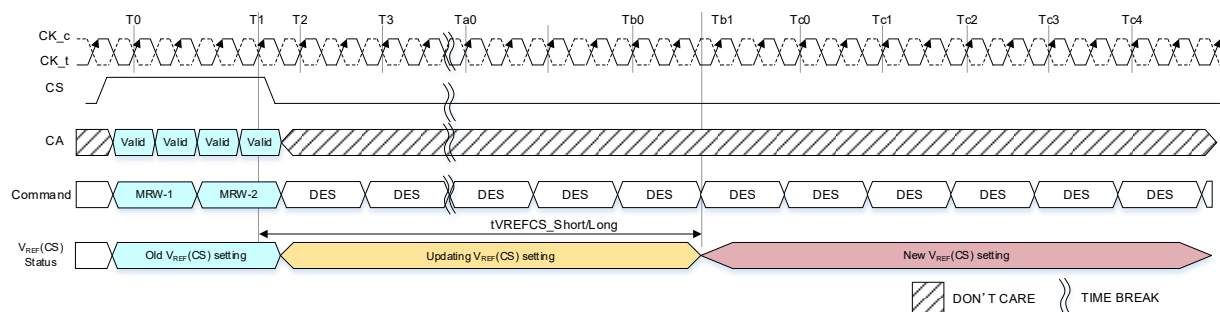 T0 T1 T2 T3 Ta0 Tb0 Tb1 Tc0 Tc1 Tc2 Tc3 Tc4
CK_c
CK_t
CS
CA Valid Valid Valid Valid
Command MRW-1 MRW-2 DES DES DES DES DES DES DES DES DES DES DES
tVREFCS_Short/Long
VREF(CS)
Status
Old VREF(CS) setting Updating VREF(CS) setting New VREF(CS) setting
DON'T CARE TIME BREAK